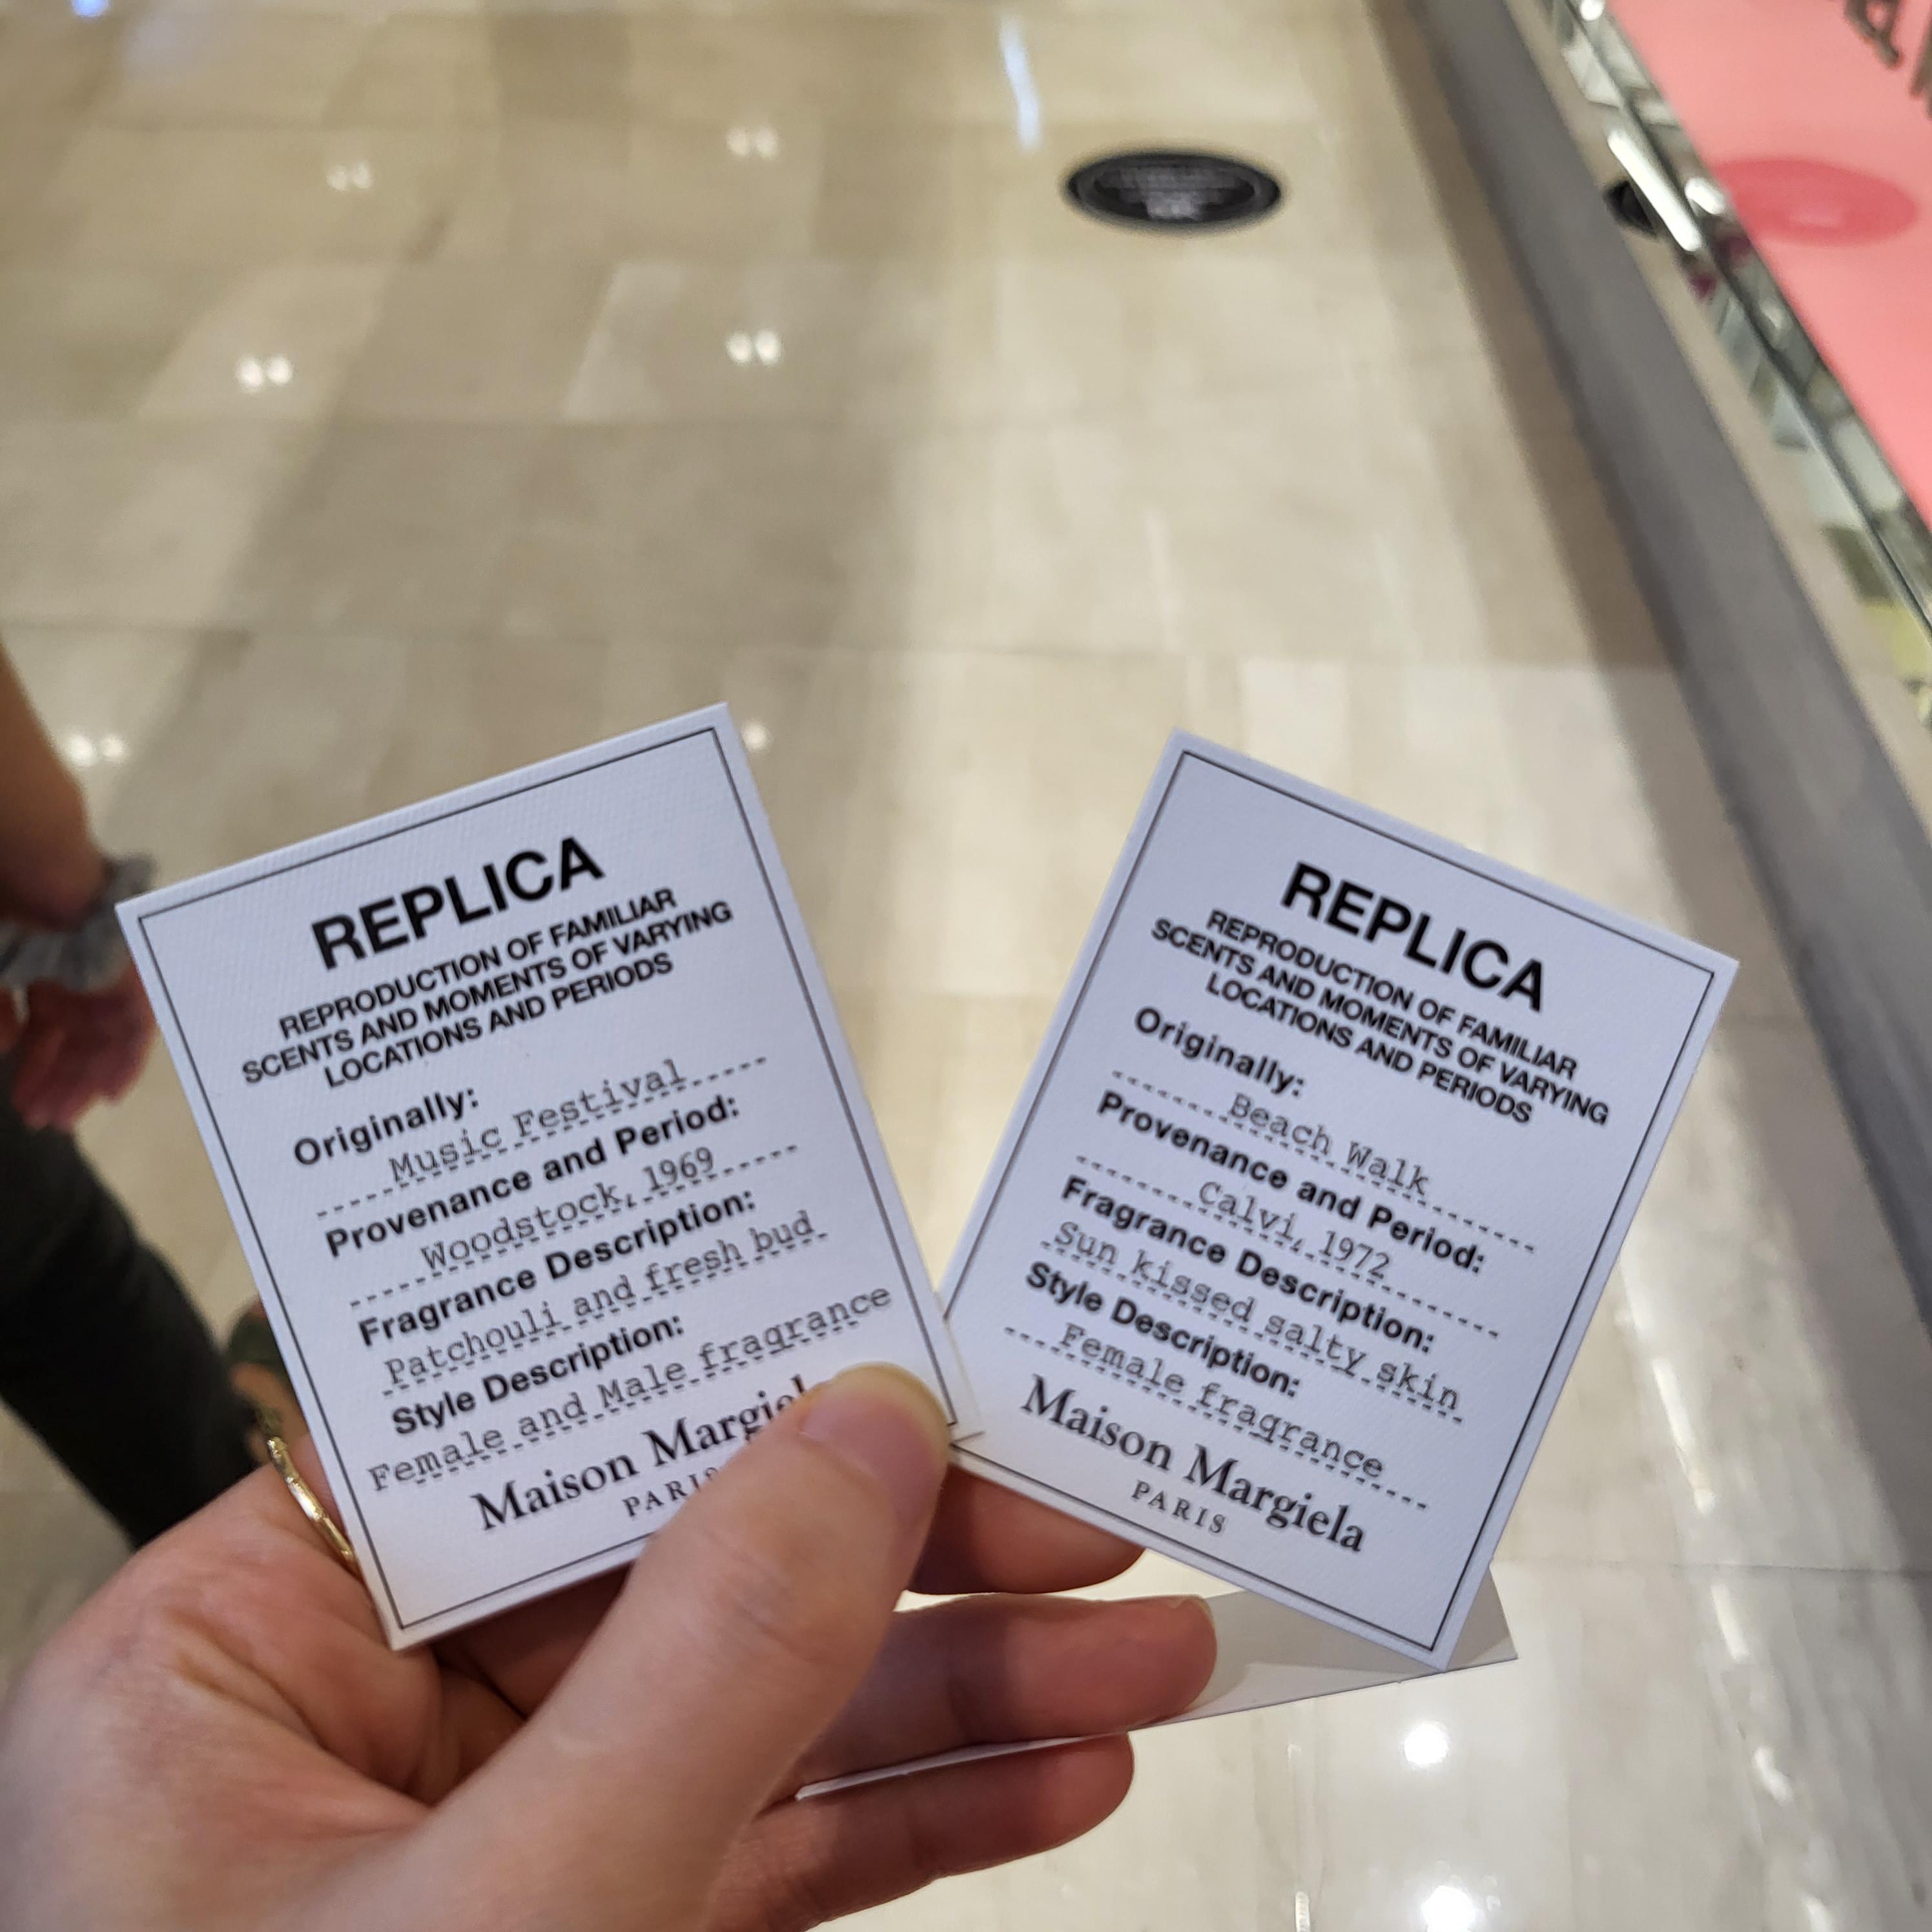 REPLICA
REPRODUCTION OF FAMILIAR
SCENTS AND MOMENTS OF VARYING
LOCATIONS AND PERIODS
Originally:
Music Festival
Provenance and Period:
Woodstock, 1969
Fragrance Description:
Patchouli and fresh bud
Style Description:
Female and Male fragrance
Maison Margiel
PARIS
REPLICA
REPRODUCTION OF FAMILIAR
SCENTS AND MOMENTS OF VARYING
LOCATIONS AND PERIODS
Originally:
Beach Walk
Provenance and Period:
Calvi, 1972
Fragrance Description:
Sun kissed salty skin
Style Description:
Female fragrance
Maison Margiela
PARIS